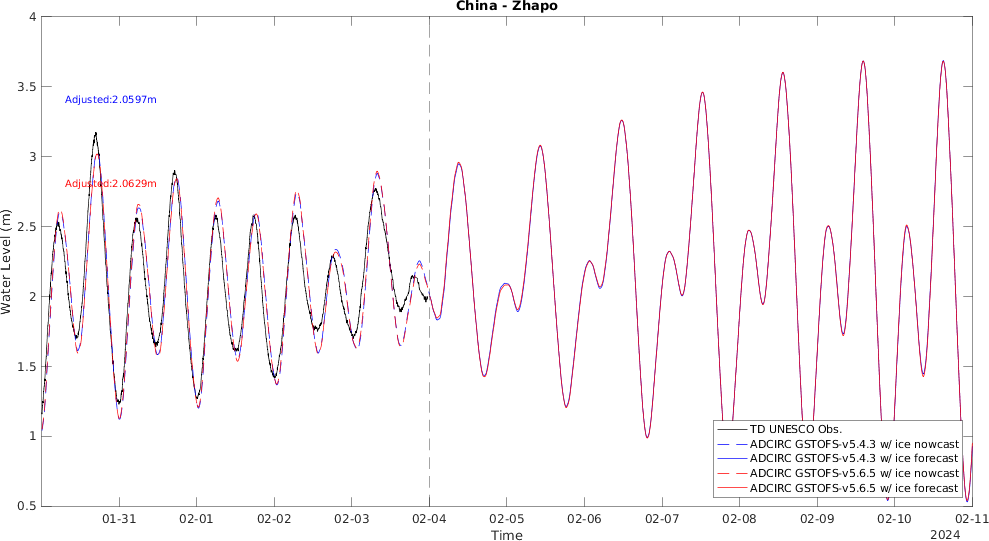 China - Zhapo
4
3.5
3
2.5
2
1.5
1
0.5
Water Level (m)
Adjusted:2.0597m
Adjusted:2.0629m
TD UNESCO Obs.
ADCIRC GSTOFS-v5.4.3 w/ ice nowcast
ADCIRC GSTOFS-v5.4.3 w/ ice forecast
ADCIRC GSTOFS-v5.6.5 w/ ice nowcast
ADCIRC GSTOFS-v5.6.5 w/ ice forecast
01-31 02-01 02-02 02-03 02-04 02-05 02-06 02-07 02-08 02-09 02-10 02-11
Time
2024